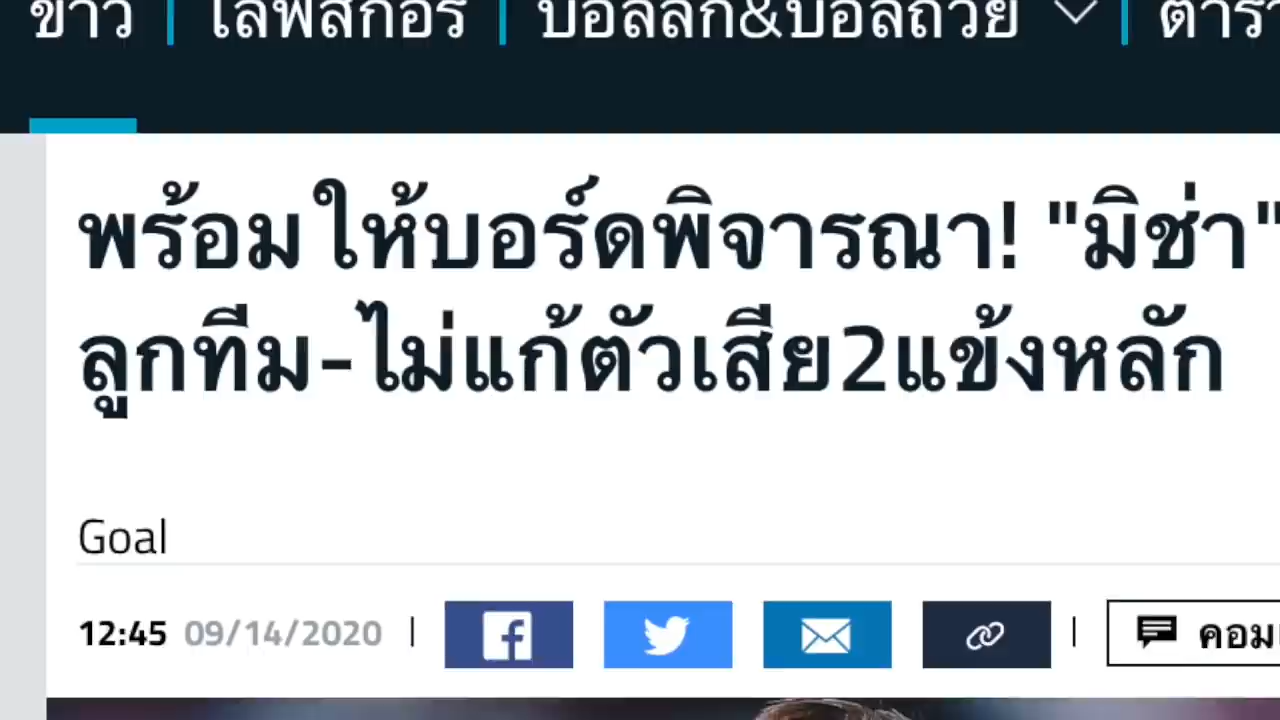 ข่าว | ไลฟ์สกอร์ | บอลลีก&บอลถ้วย |
พร้อมให้บอร์ดพิจารณา! "มิช่า"
ลูกทีม-ไม่แก้ตัวเสีย2แข้งหลัก
Goal
12:45 09/14/2020 | |